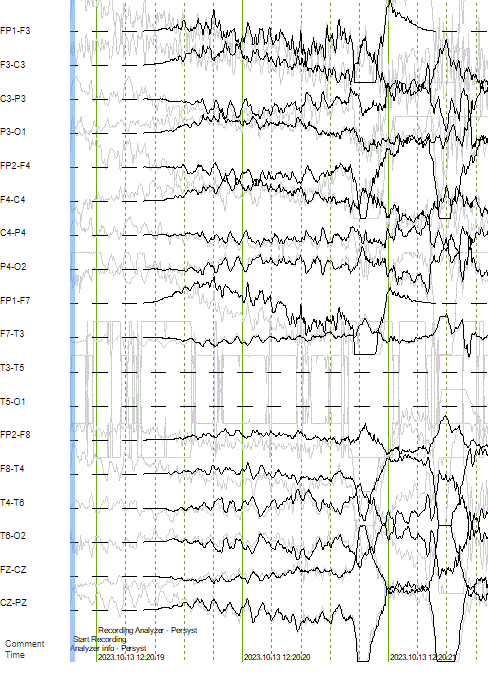 FP1-F3
F3-C3
C3-P3
P3-O1
FP2-F4
F4-C4
C4-P4
P4-O2
FP1-F7
F7-T3
T3-T5
T5-O1
FP2-F8
F8-T4
T4-T6
T6-O2
FZ-CZ
CZ-PZ
Recording Analyzer - Persyst
Start Recording
Comment
Analyzer info - Persyst
Time
2023.10.13 12:20:19
2023.10.13 12:20:20
2023.10.13 12:20:21